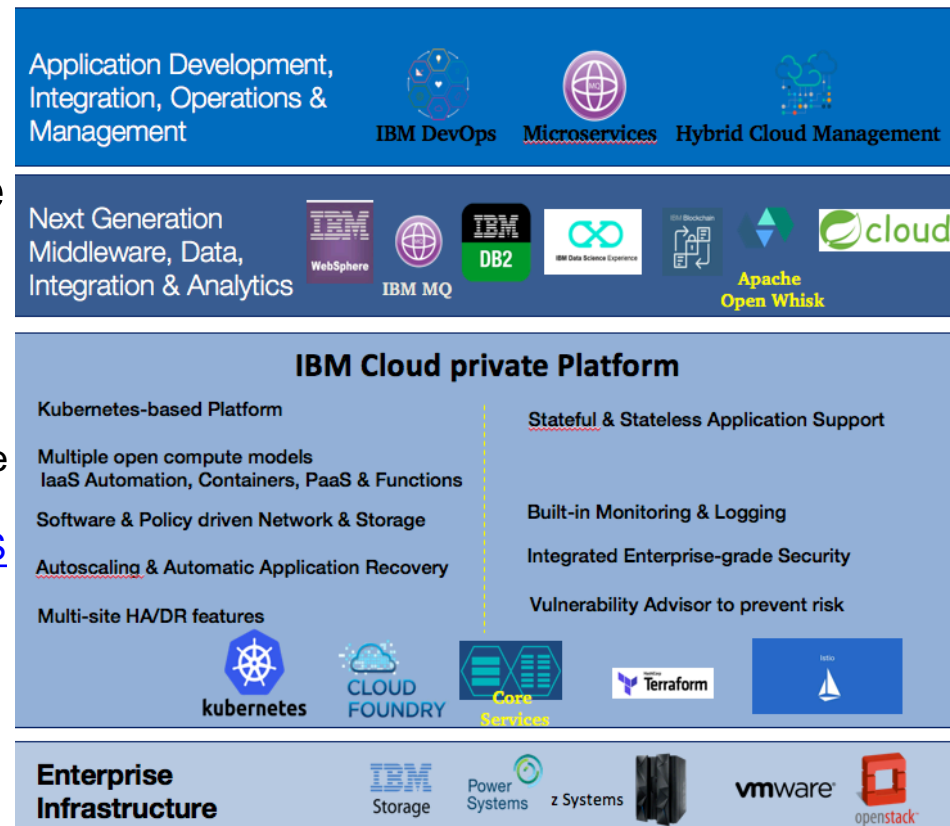 Application Development,
Integration, Operations &
Management
IBM DevOps
MQ
Microservices
Hybrid Cloud Management
e
Next Generation
Middleware, Data,
Integration & Analytics
IBM
WebSphere
MQ
IBM MQ
IBM
DB2
IBM Data Science Experience
IBM Blockchain
Apache
Open Whisk
cloud
IBM Cloud private Platform
Kubernetes-based Platform
Multiple open compute models
IaaS Automation, Containers, PaaS & Functions
Software & Policy driven Network & Storage
Autoscaling & Automatic Application Recovery
Multi-site HA/DR features
Stateful & Stateless Application Support
Built-in Monitoring & Logging
Integrated Enterprise-grade Security
Vulnerability Advisor to prevent risk
e
s
kubernetes
CLOUD
FOUNDRY
Core
Services
HashiCorp
Terraform
Istio
Enterprise
Infrastructure
IBM
Storage
Power
Systems
z Systems
vmware
openstack